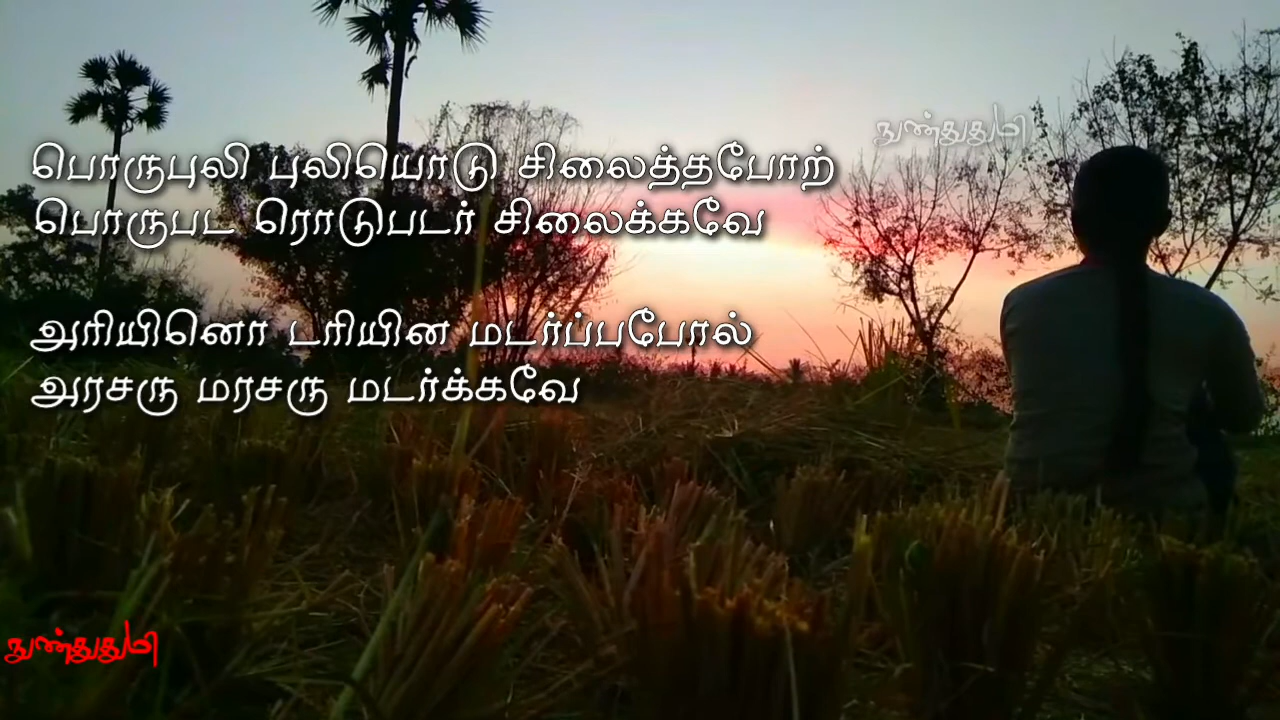 நுண்துதுமி
பொருபுலி புலியொடு சிலைத்தபோற்
பொருபட ரொடுபடர் சிலைக்கவே
அரியினொ டரியின மடர்ப்பபோல்
அரசரு மரசரு மடர்க்கவே
நுண்துதுமி